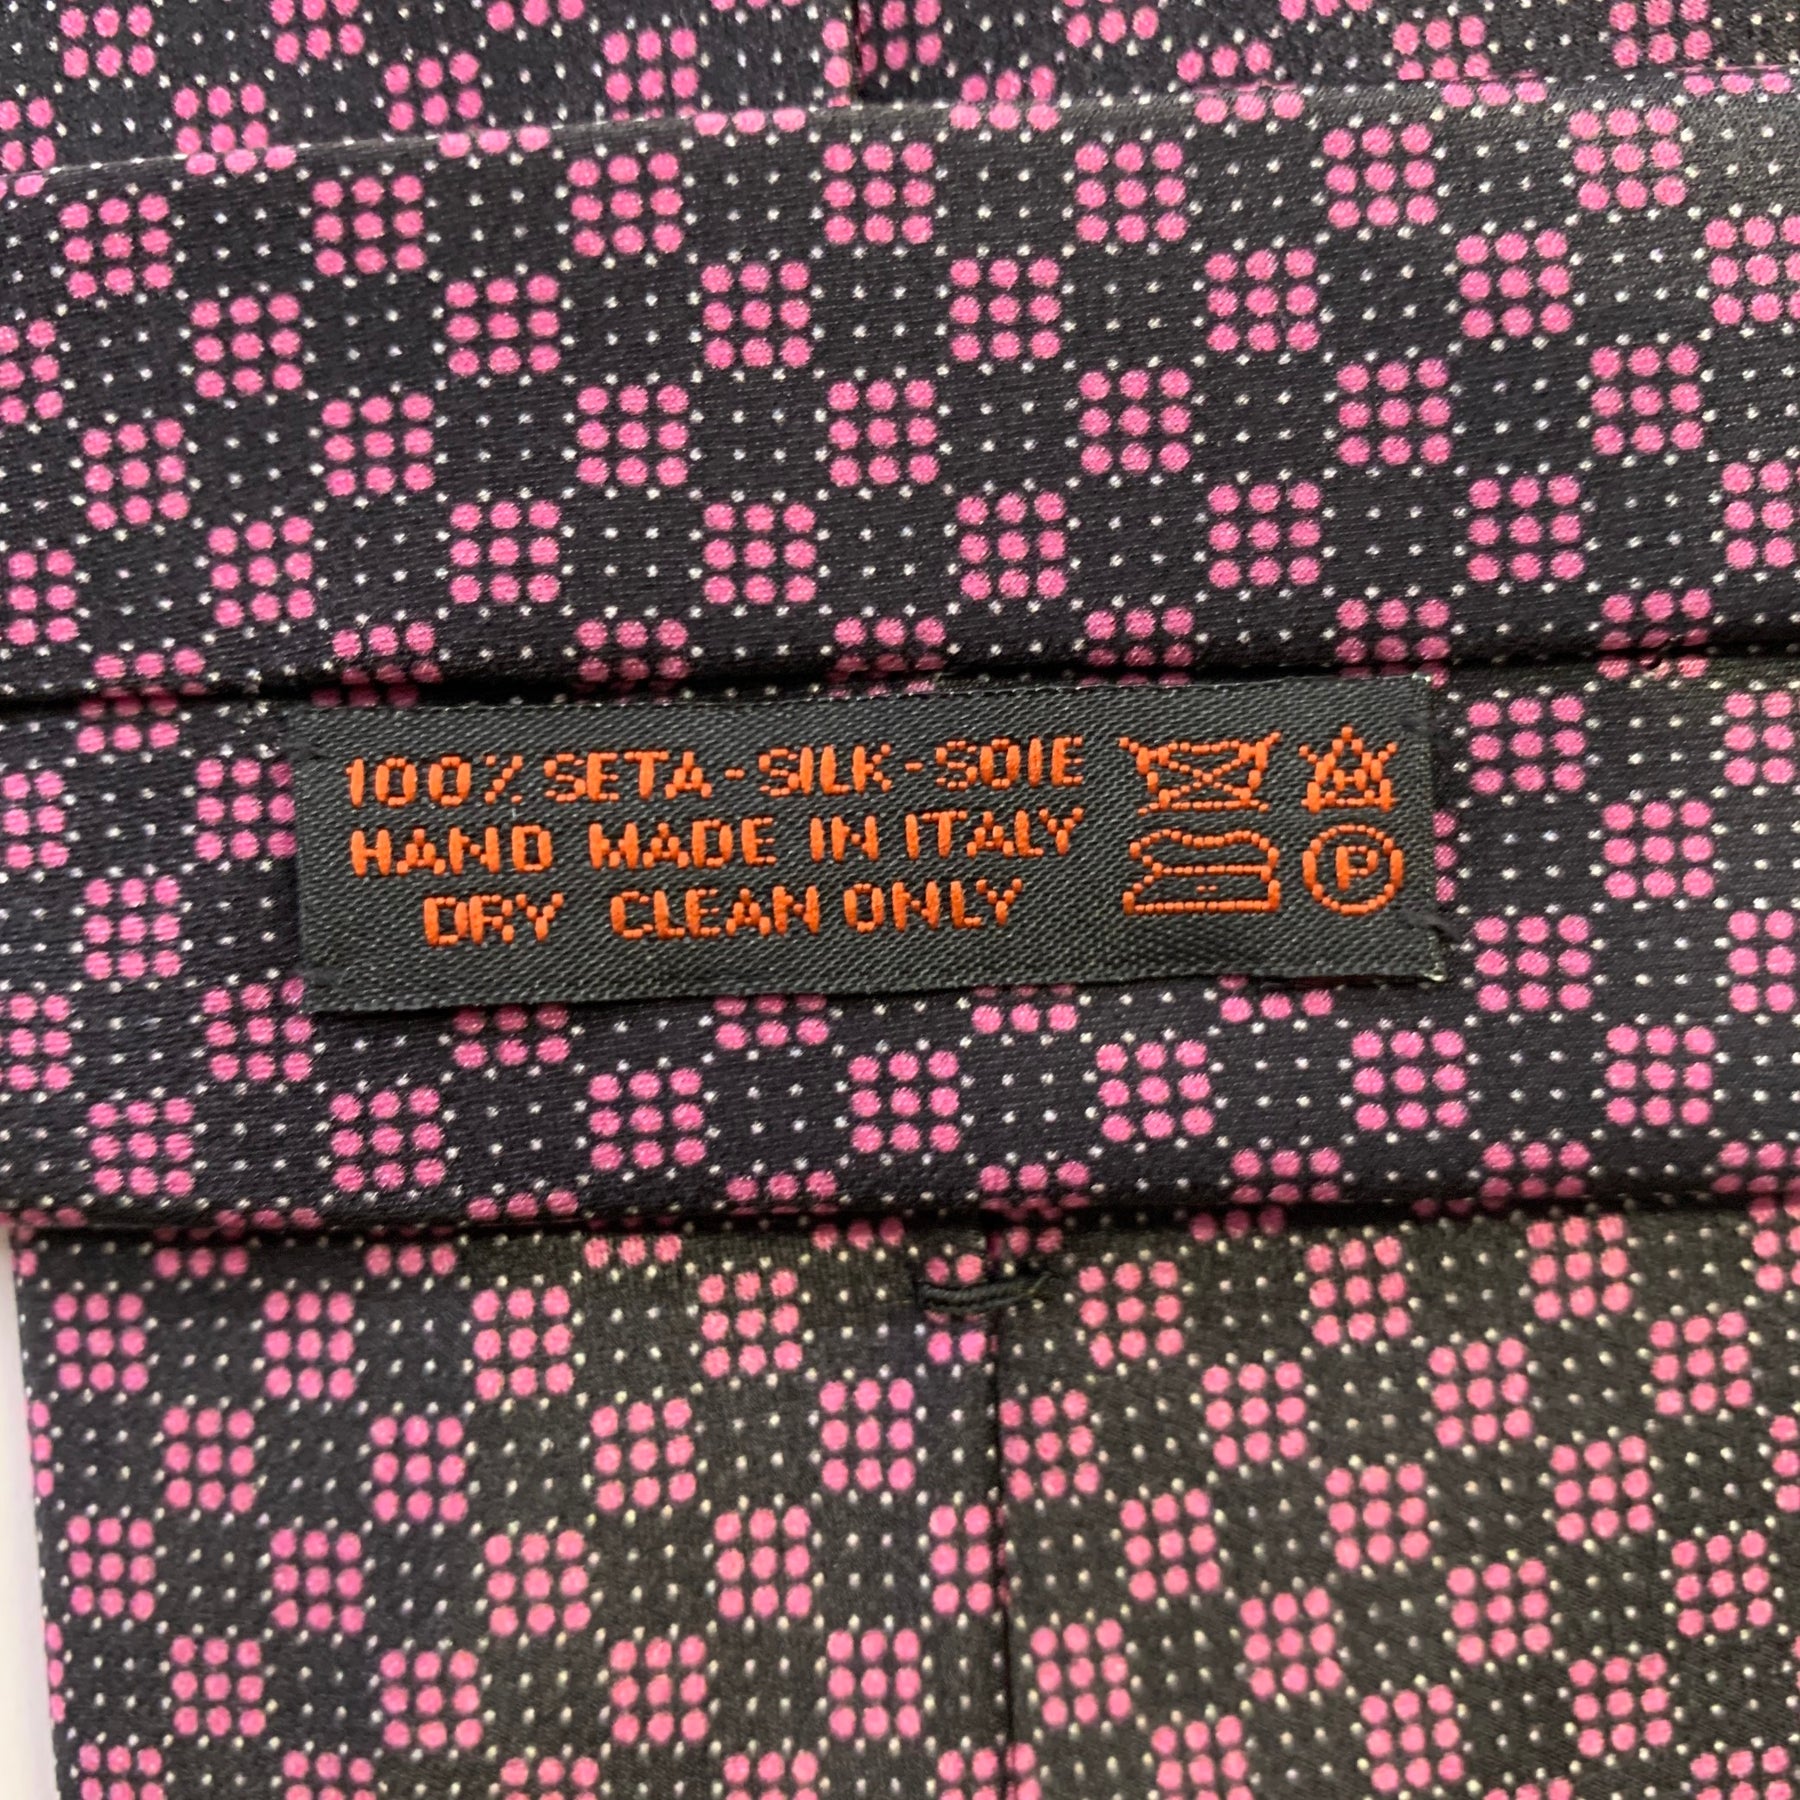 100% SETA-SILK-SOIE
HAND MADE IN ITALY
DRY CLEAN ONLY
P